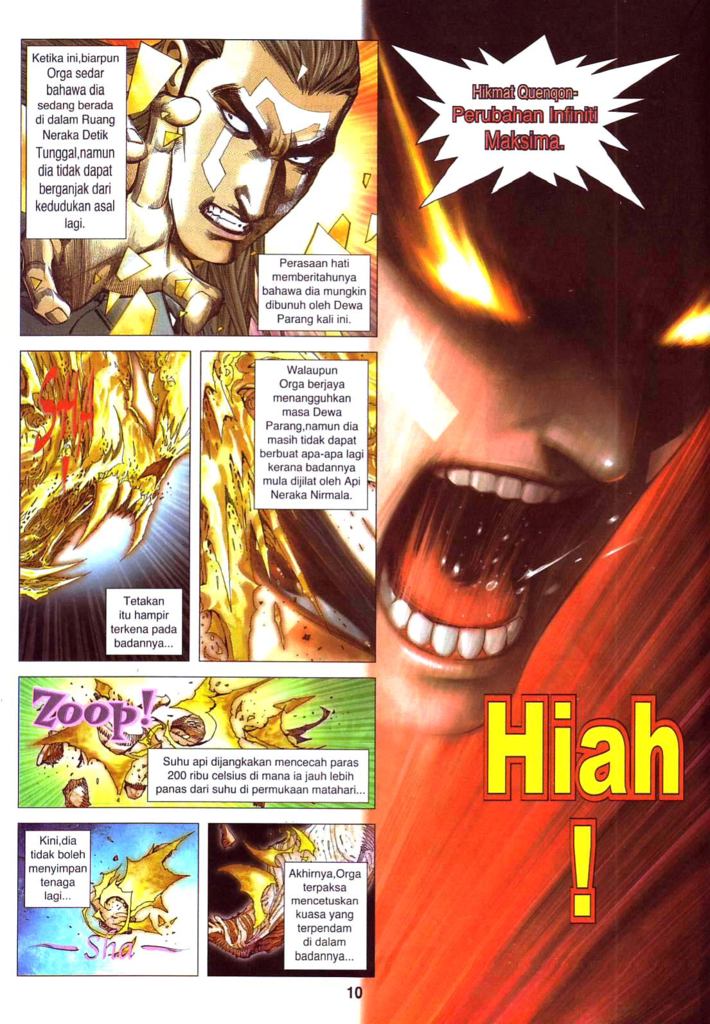 Ketika ini,biarpun
Orga sedar
bahawa dia
sedang berada
di dalam Ruang
Neraka Detik
Tunggal,namun
dia tidak dapat
berganjak dari
kedudukan asal
lagi.
Perasaan hati
memberitahunya
bahawa dia mungkin
dibunuh oleh Dewa
Parang kali ini.
Shu
!
Tetakan
itu hampir
terkena pada
badannya...
Walaupun
Orga berjaya
menangguhkan
masa Dewa
Parang,namun dia
masih tidak dapat
berbuat apa-apa lagi
kerana badannya
mula dijilat oleh Api
Neraka Nirmala.
Zoop!
Suhu api dijangkakan mencecah paras
200 ribu celsius di mana ia jauh lebih
panas dari suhu di permukaan matahari...
Kini,dia
tidak boleh
menyimpan
tenaga
lagi...
Sha
Akhirnya,Orga
terpaksa
mencetuskan
kuasa yang
terpendam
di dalam
badannya...
Hikmat Quenqon-
Perubahan Infiniti
Maksima.
Hiah
!
10